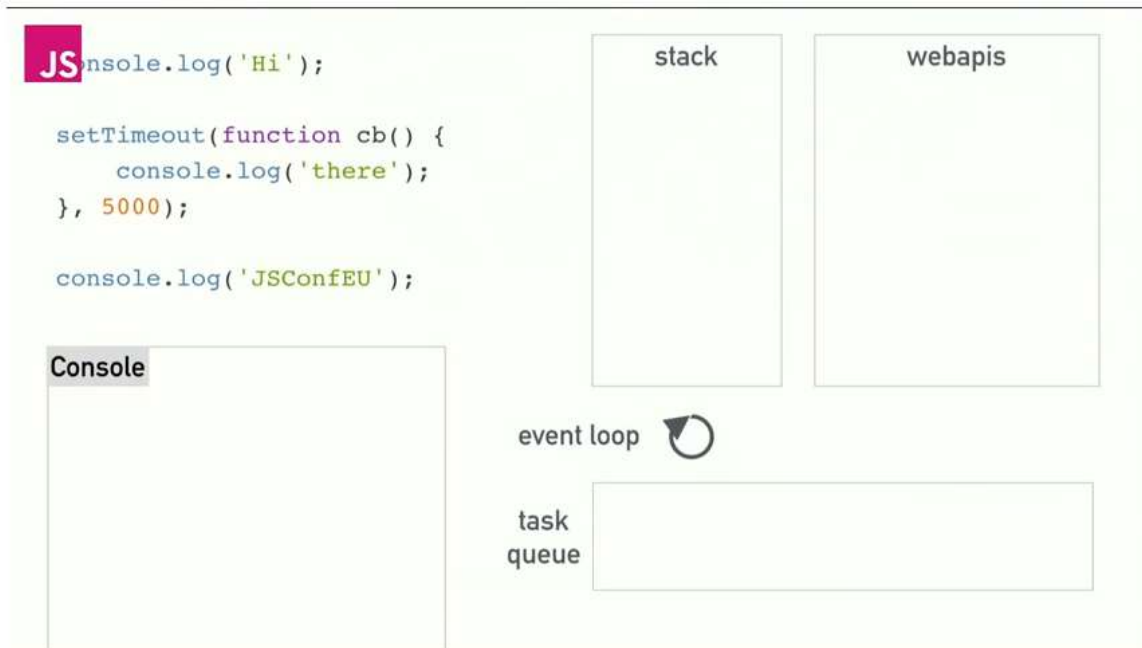 JS
nsole.log('Hi');
setTimeout(function cb() {
console.log('there');
}, 5000);
console.log('JSConfEU');
Console
stack
webapis
event loop
task
queue